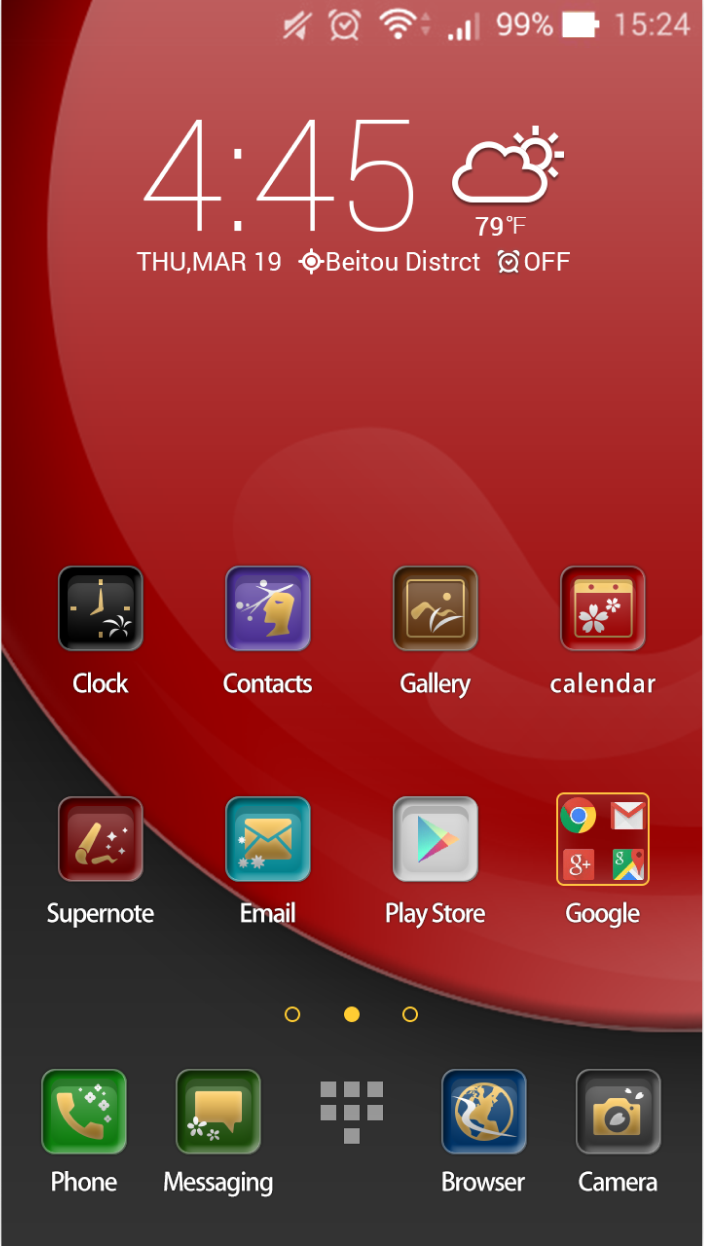 99% 15:24
4:45
79°F
THU,MAR 19 Beitou Distrct OFF
Clock Contacts Gallery calendar
g+ g
Supernote Email Play Store Google
Phone Messaging Browser Camera